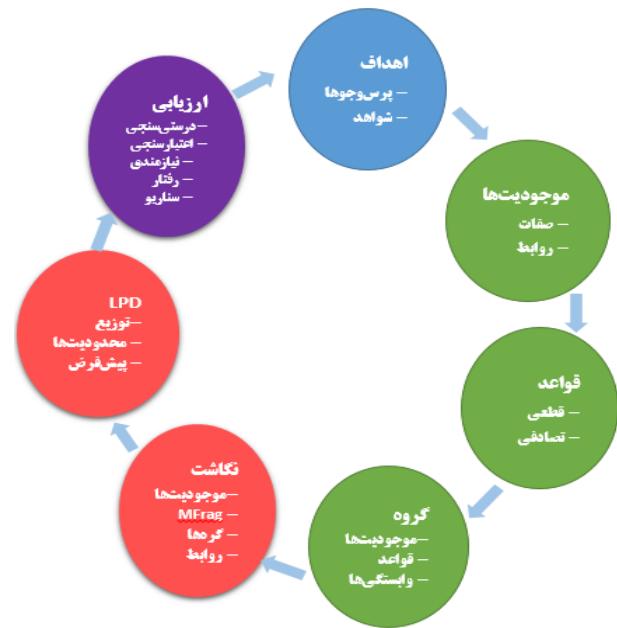 اهداف
– پرس‌وجوها
– شواهد
موجودیت‌ها
– صفات
– روابط
قواعد
– قطعی
– تصادفی
گروه
–موجودیت‌ها
– قواعد
– وابستگی‌ها
نگاشت
–موجودیت‌ها
– MFrag
– گره‌ها
– روابط
LPD
–توزیع
–محدودیت‌ها
– پیش‌فرض
ارزیابی
– درستی‌سنجی
– اعتبارسنجی
– نیازمندی
– رفتار
– سناریو